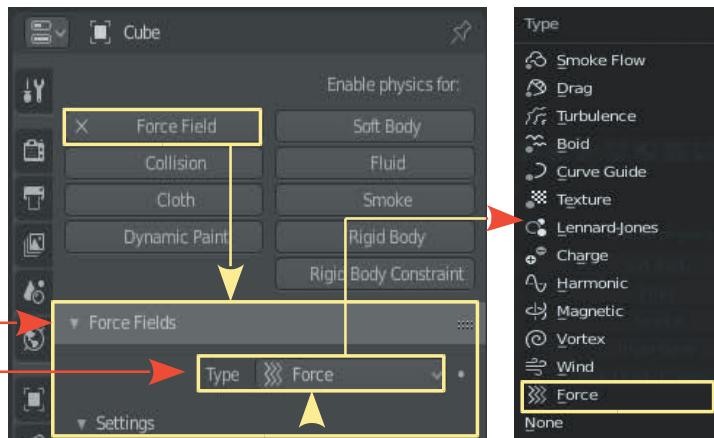 Cube
Enable physics for:
Force Field
Soft Body
Collision
Fluid
Cloth
Smoke
Dynamic Paint
Rigid Body
Rigid Body Constraint
Force Fields
Type Force
Settings
Type
Smoke Flow
Drag
Turbulence
Boid
Curve Guide
Texture
Lennard-Jones
Charge
Harmonic
Magnetic
Vortex
Wind
Force
None